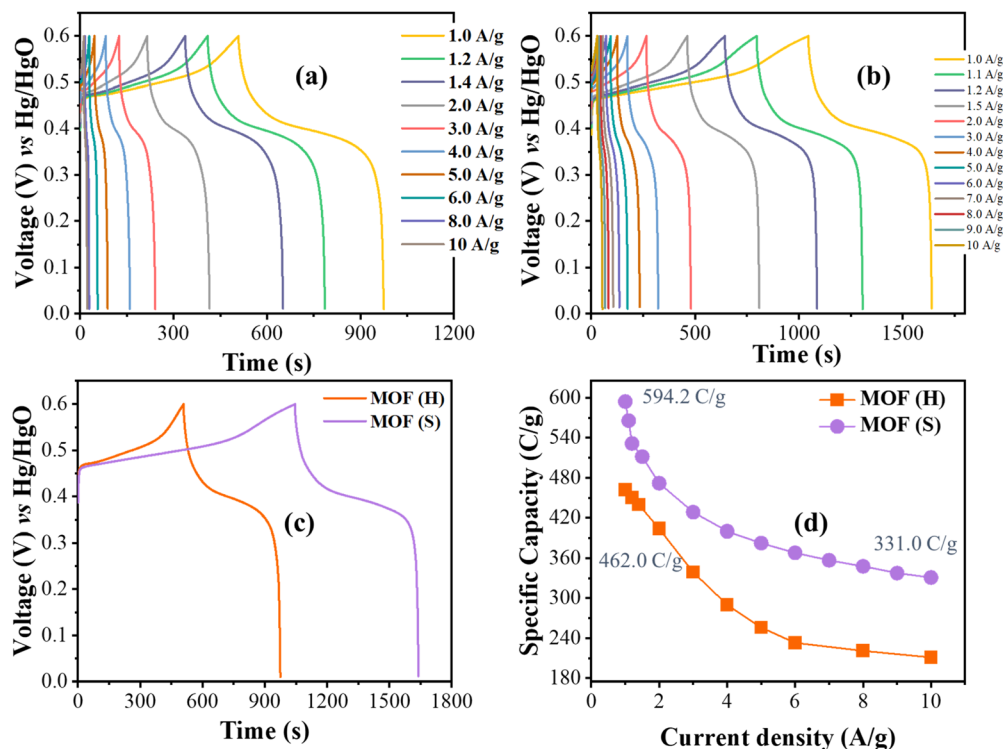 Voltage (V) vs Hg/HgO
0.6
0.5
0.4
0.3
0.2
0.1
0.0
(a)
1.0 A/g
1.2 A/g
1.4 A/g
2.0 A/g
3.0 A/g
4.0 A/g
5.0 A/g
6.0 A/g
8.0 A/g
10 A/g
0 300 600 900 1200
Time (s)
Voltage (V) vs Hg/HgO
0.6
0.5
0.4
0.3
0.2
0.1
0.0
(b)
1.0 A/g
1.1 A/g
1.2 A/g
1.5 A/g
2.0 A/g
3.0 A/g
4.0 A/g
5.0 A/g
6.0 A/g
7.0 A/g
8.0 A/g
9.0 A/g
10 A/g
0 500 1000 1500
Time (s)
Voltage (V) vs Hg/HgO
0.6
0.5
0.4
0.3
0.2
0.1
0.0
MOF (H)
MOF (S)
(c)
0 300 600 900 1200 1500 1800
Time (s)
Specific Capacity (C/g)
600
540
480
420
360
300
240
180
594.2 C/g
MOF (H)
MOF (S)
(d)
462.0 C/g
331.0 C/g
0 2 4 6 8 10
Current density (A/g)